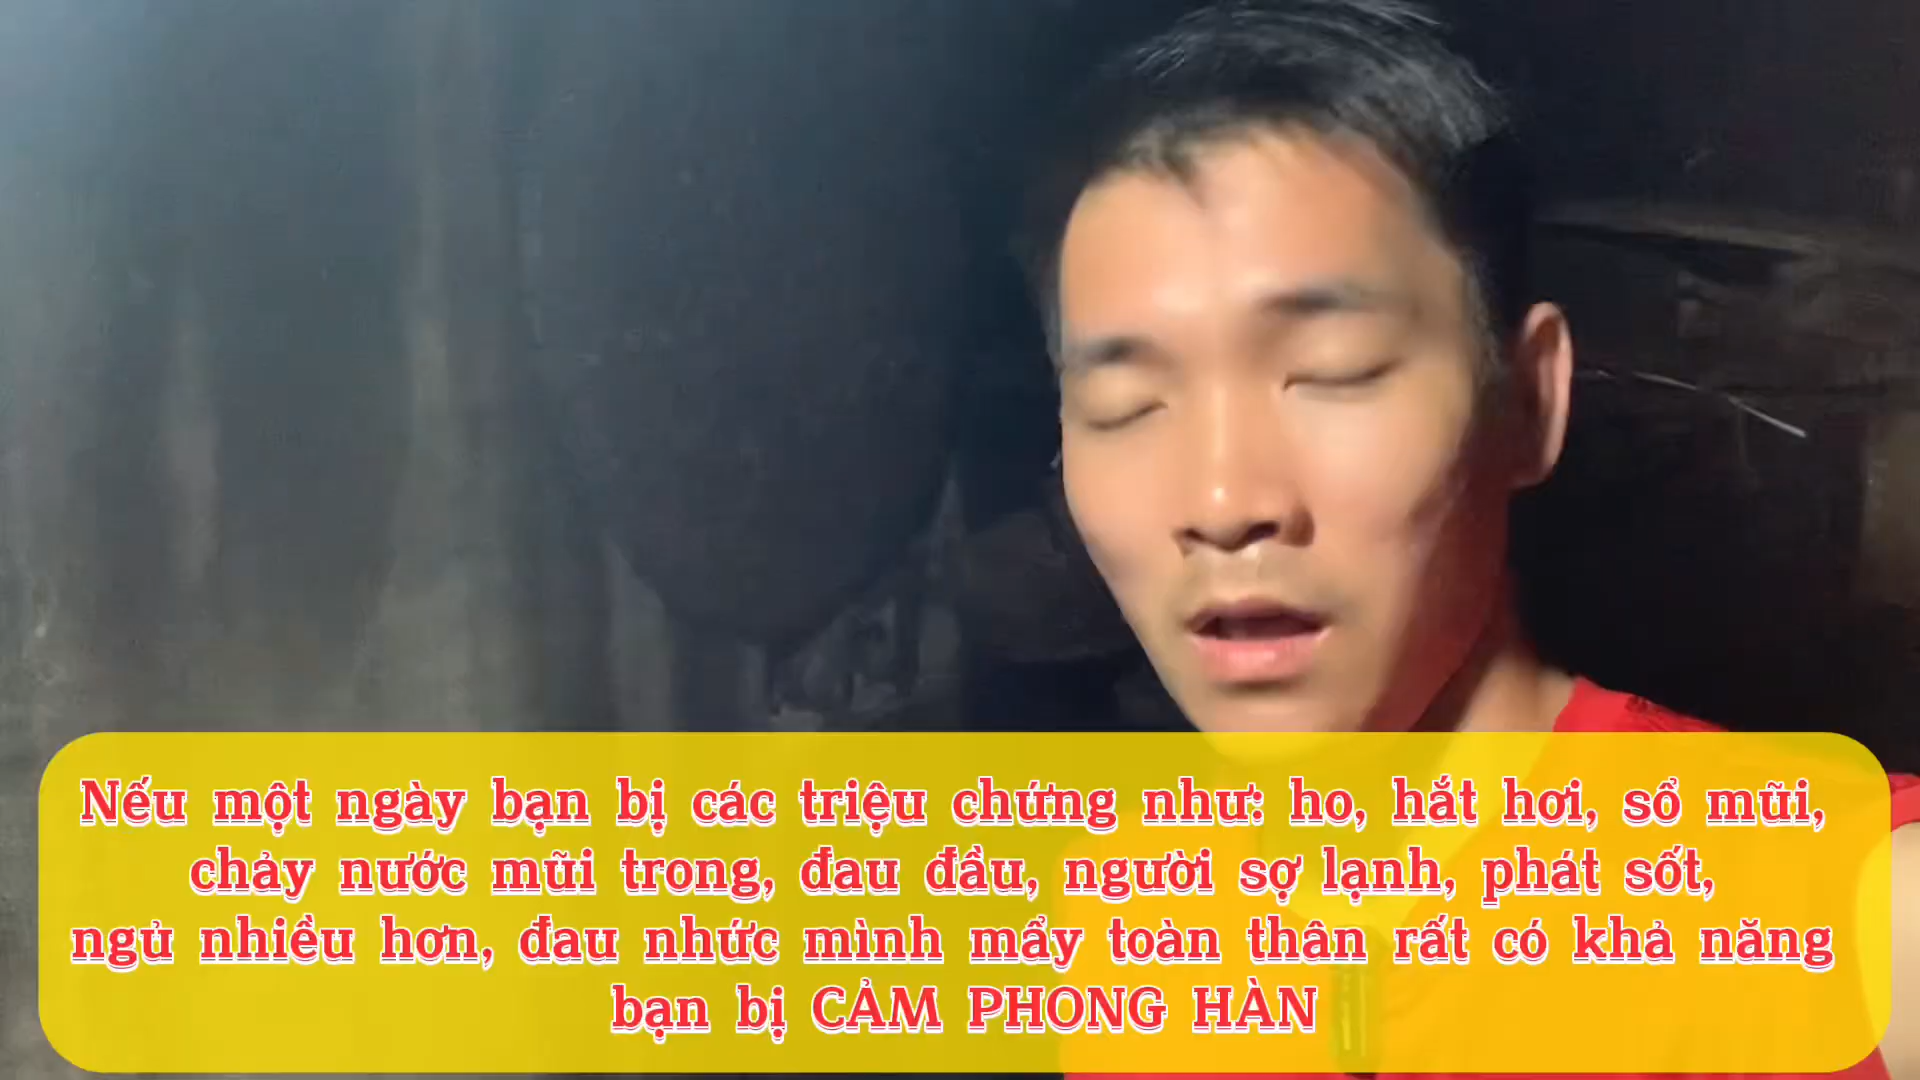 Nếu một ngày bạn bị các triệu chứng như: ho, hắt hơi, sổ mũi,
chảy nước mũi trong, đau đầu, người sợ lạnh, phát sốt,
ngủ nhiều hơn, đau nhức mình mẩy toàn thân rất có khả năng
bạn bị CẢM PHONG HÀN